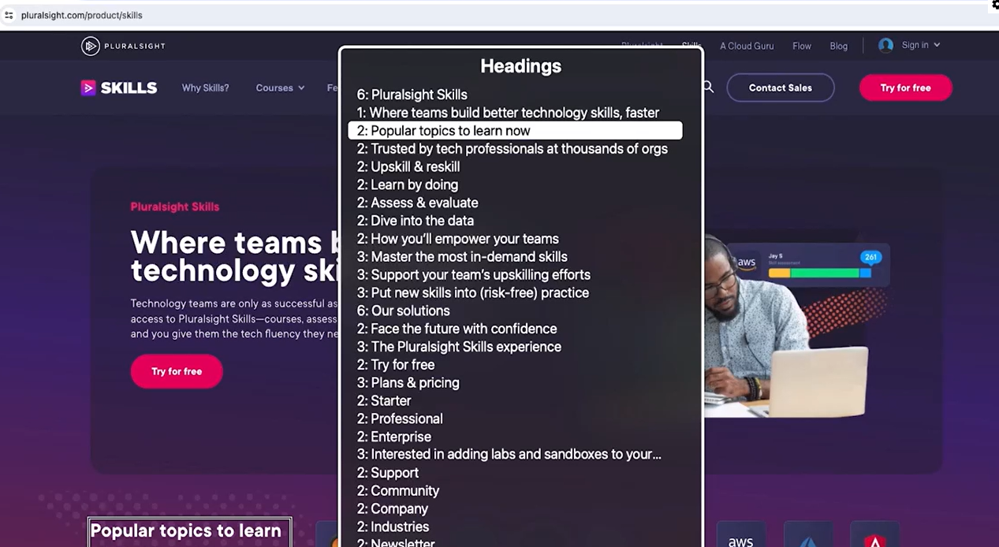 pluralsight.com/product/skills
PLURALSIGHT
Pluralsight Skills A Cloud Guru Flow Blog Sign in
SKILLS Why Skills? Courses Contact Sales Try for free
Headings
6: Pluralsight Skills
1: Where teams build better technology skills, faster
2: Popular topics to learn now
2: Trusted by tech professionals at thousands of orgs
2: Upskill & reskill
2: Learn by doing
2: Assess & evaluate
2: Dive into the data
2: How you’ll empower your teams
3: Master the most in-demand skills
3: Support your team’s upskilling efforts
3: Put new skills into (risk-free) practice
6: Our solutions
2: Face the future with confidence
3: The Pluralsight Skills experience
2: Try for free
3: Plans & pricing
2: Starter
2: Professional
2: Enterprise
3: Interested in adding labs and sandboxes to your...
2: Support
2: Community
2: Company
2: Industries
2: Newsletter
Pluralsight Skills
Where teams b
technology ski
Technology teams are only as successful as
access to Pluralsight Skills—courses, assess
and you give them the tech fluency they ne
Try for free
aws
Jay S
Skill assessment
261
Popular topics to learn
aws